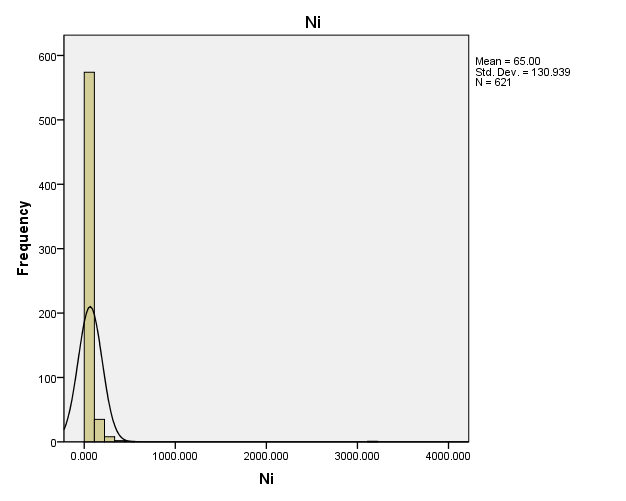 Ni
Mean = 65.00
Std. Dev. = 130.939
N = 621
600
500
400
300
200
100
0
Frequency
0.000 1000.000 2000.000 3000.000 4000.000
Ni